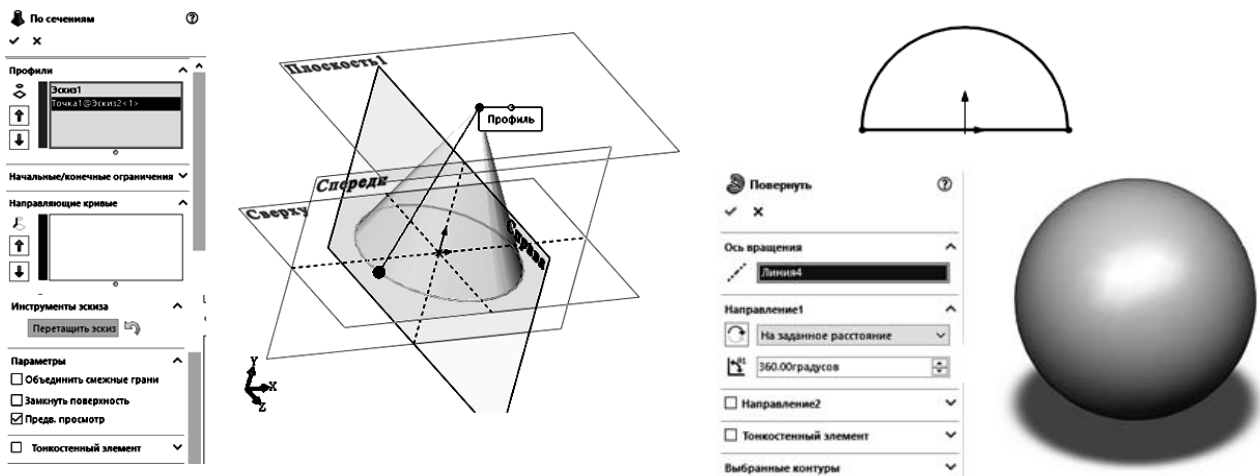 По сечениям
Профили
Эскиз1
Точка1@Эскиз2<1>
Начальные/конечные ограничения
Направляющие кривые
Инструменты эскиза
Перетащить эскиз
Параметры
Объединить смежные грани
Замкнуть поверхность
Предв. просмотр
Тонкостенный элемент
Плоскость1
Профиль
Спереди
Сверху
Справа
Y
X
Z
Повернуть
Ось вращения
Линия4
Направление1
На заданное расстояние
360.00градусов
Направление2
Тонкостенный элемент
Выбранные контуры